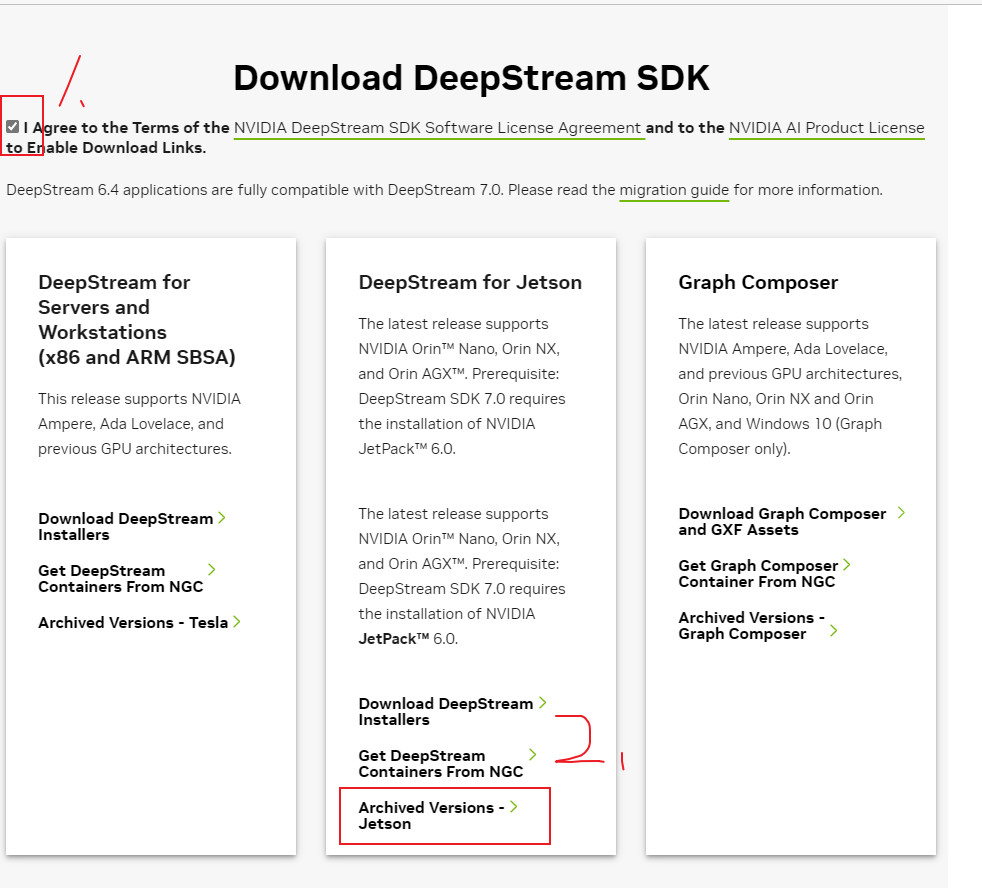 Download DeepStream SDK
1.
I Agree to the Terms of the NVIDIA DeepStream SDK Software License Agreement and to the NVIDIA AI Product License
to Enable Download Links.
DeepStream 6.4 applications are fully compatible with DeepStream 7.0. Please read the migration guide for more information.
DeepStream for
Servers and
Workstations
(x86 and ARM SBSA)
This release supports NVIDIA
Ampere, Ada Lovelace, and
previous GPU architectures.
Download DeepStream
Installers
Get DeepStream
Containers From NGC
Archived Versions - Tesla
DeepStream for Jetson
The latest release supports
NVIDIA Orin™ Nano, Orin NX,
and Orin AGX™. Prerequisite:
DeepStream SDK 7.0 requires
the installation of NVIDIA
JetPack™ 6.0.
The latest release supports
NVIDIA Orin™ Nano, Orin NX,
and Orin AGX™. Prerequisite:
DeepStream SDK 7.0 requires
the installation of NVIDIA
JetPack™ 6.0.
Download DeepStream
Installers
Get DeepStream
Containers From NGC
2.
Archived Versions -
Jetson
Graph Composer
The latest release supports
NVIDIA Ampere, Ada Lovelace,
and previous GPU architectures,
Orin Nano, Orin NX and Orin
AGX, and Windows 10 (Graph
Composer only).
Download Graph Composer
and GXF Assets
Get Graph Composer
Container From NGC
Archived Versions -
Graph Composer